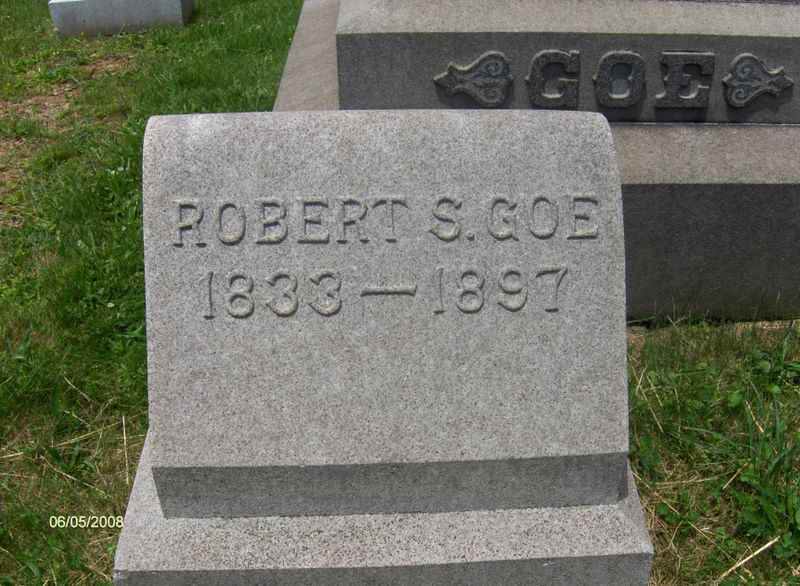 GOE
ROBERT S. GOE
1833 — 1897
06/05/2008